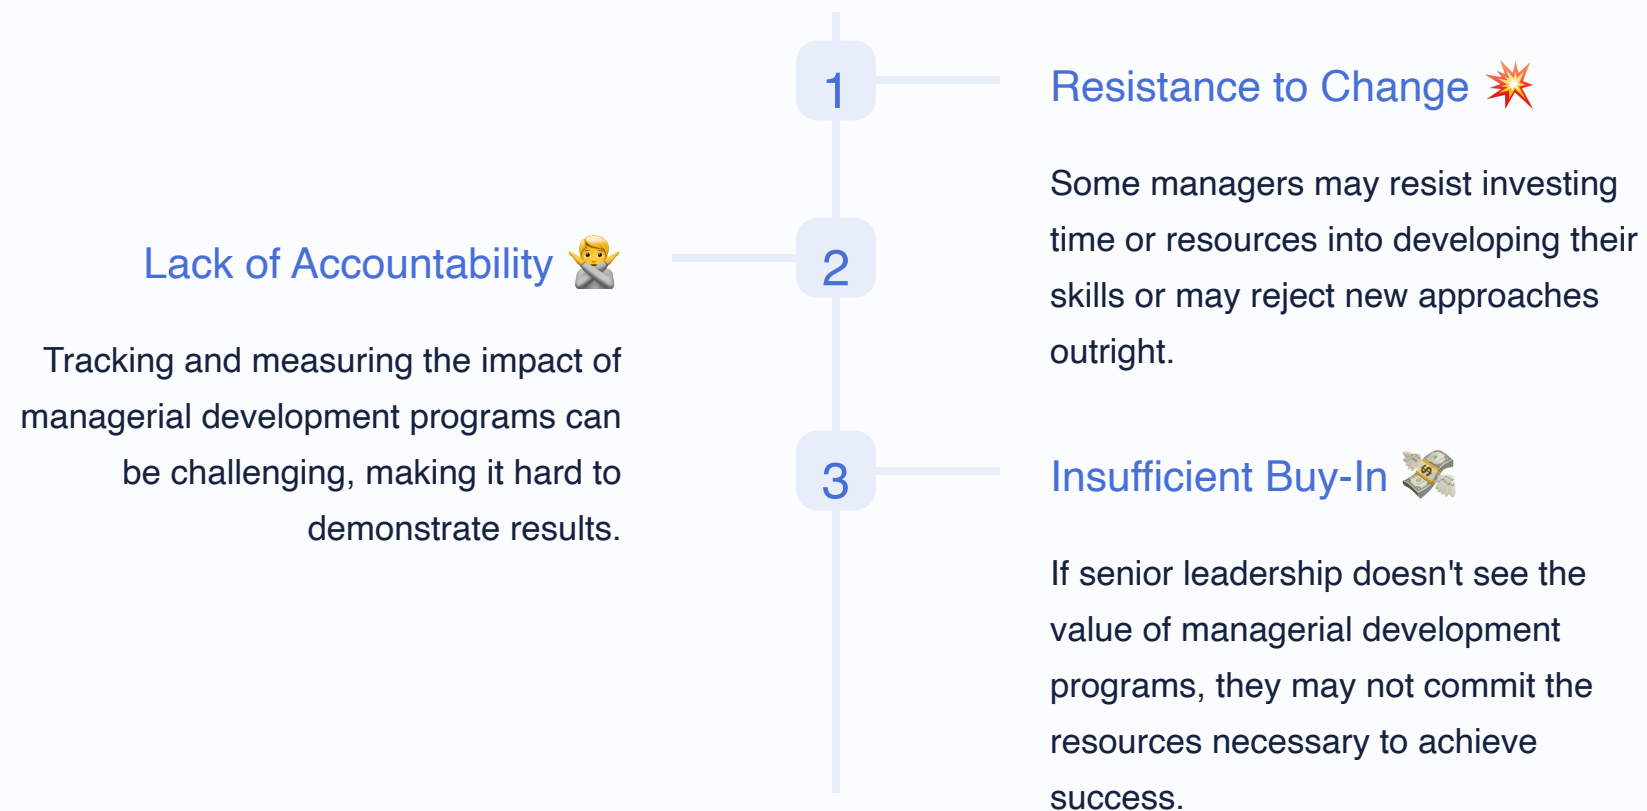 1
Resistance to Change 💥
Some managers may resist investing
time or resources into developing their
skills or may reject new approaches
outright.
2
Lack of Accountability 🙅
Tracking and measuring the impact of
managerial development programs can
be challenging, making it hard to
demonstrate results.
3
Insufficient Buy-In 💸
If senior leadership doesn't see the
value of managerial development
programs, they may not commit the
resources necessary to achieve
success.